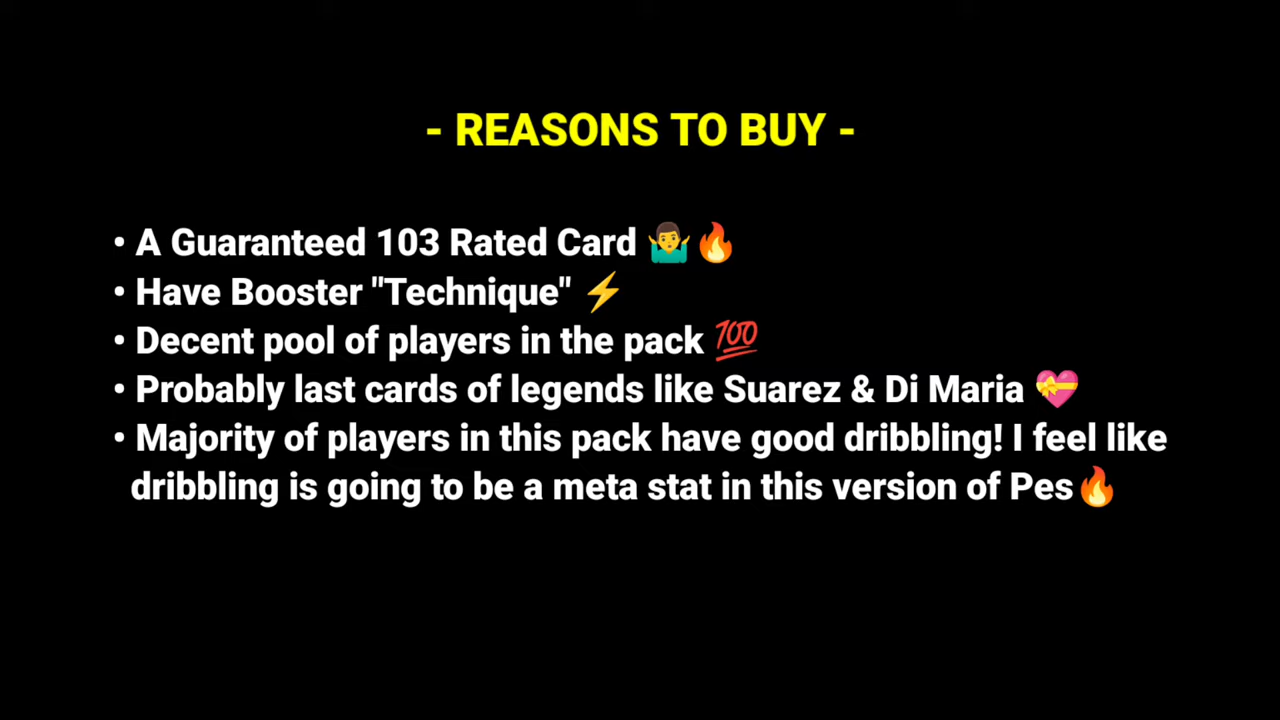 - REASONS TO BUY -
• A Guaranteed 103 Rated Card 🤷‍♂️🔥
• Have Booster "Technique" ⚡
• Decent pool of players in the pack 💯
• Probably last cards of legends like Suarez & Di Maria 💝
• Majority of players in this pack have good dribbling! I feel like
dribbling is going to be a meta stat in this version of Pes🔥